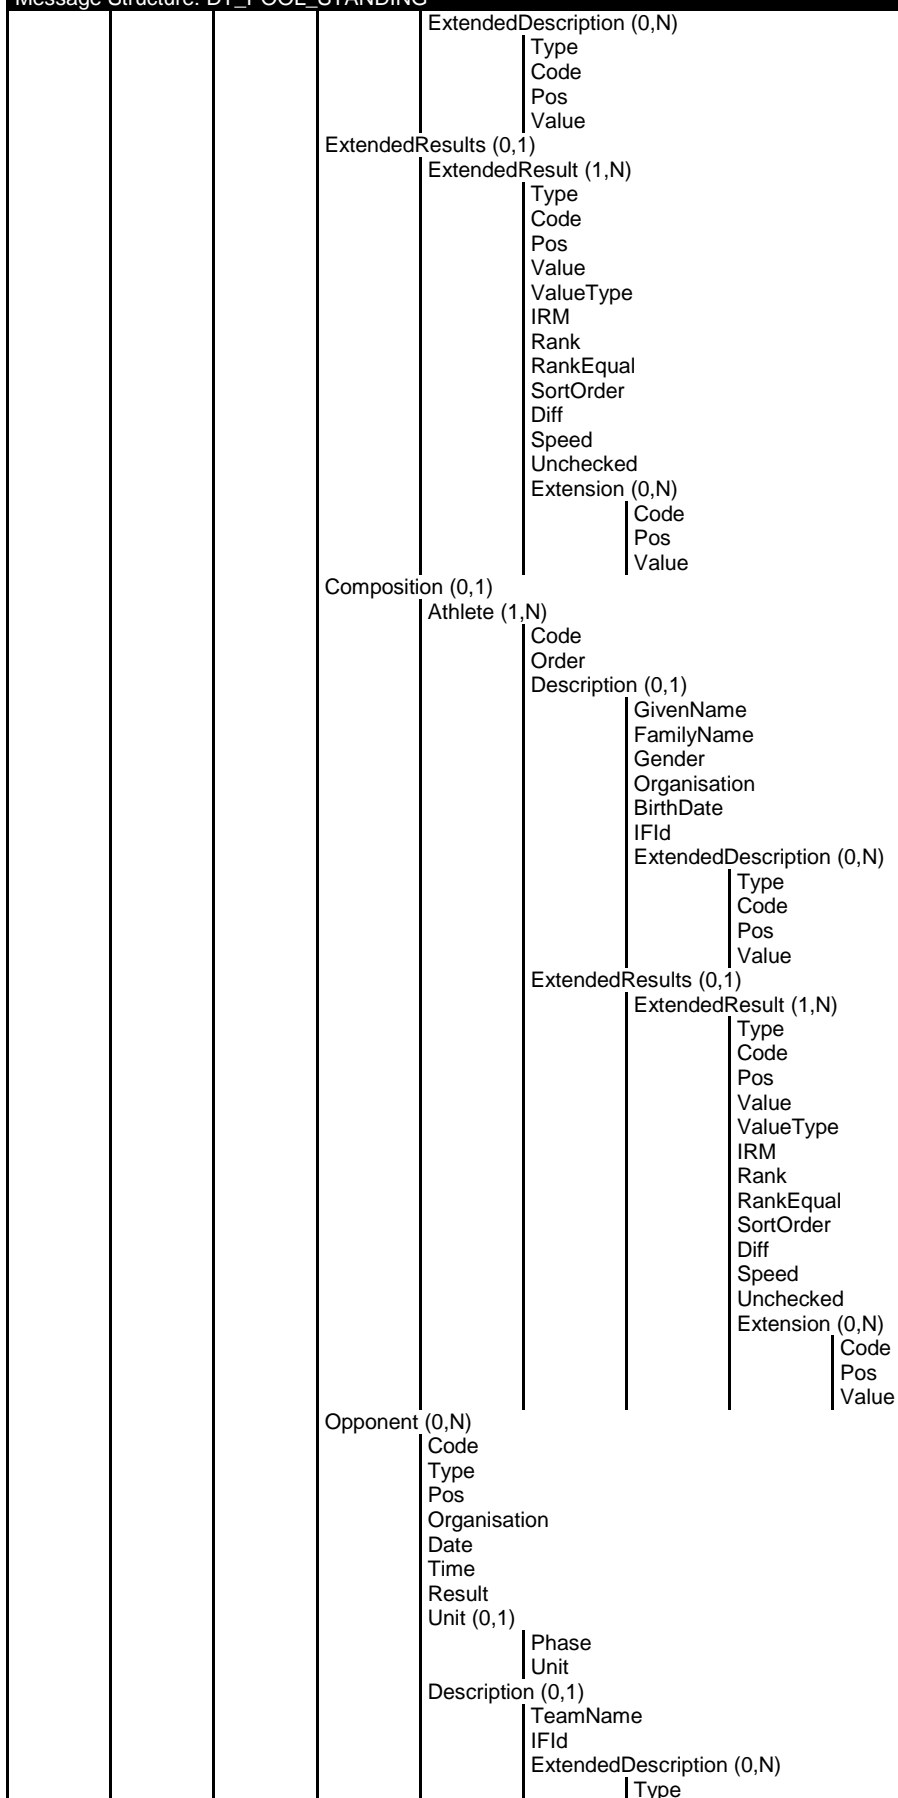 Message Structure: DT_POOL_STANDING
ExtendedDescription (0,N)
Type
Code
Pos
Value
ExtendedResults (0,1)
ExtendedResult (1,N)
Type
Code
Pos
Value
ValueType
IRM
Rank
RankEqual
SortOrder
Diff
Speed
Unchecked
Extension (0,N)
Code
Pos
Value
Composition (0,1)
Athlete (1,N)
Code
Order
Description (0,1)
GivenName
FamilyName
Gender
Organisation
BirthDate
IFId
ExtendedDescription (0,N)
Type
Code
Pos
Value
ExtendedResults (0,1)
ExtendedResult (1,N)
Type
Code
Pos
Value
ValueType
IRM
Rank
RankEqual
SortOrder
Diff
Speed
Unchecked
Extension (0,N)
Code
Pos
Value
Opponent (0,N)
Code
Type
Pos
Organisation
Date
Time
Result
Unit (0,1)
Phase
Unit
Description (0,1)
TeamName
IFId
ExtendedDescription (0,N)
Type